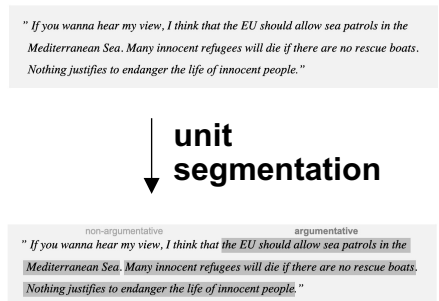 ” If you wanna hear my view, I think that the EU should allow sea patrols in the
Mediterranean Sea. Many innocent refugees will die if there are no rescue boats.
Nothing justifies to endanger the life of innocent people.”
unit
segmentation
non-argumentative argumentative
” If you wanna hear my view, I think that the EU should allow sea patrols in the
Mediterranean Sea. Many innocent refugees will die if there are no rescue boats.
Nothing justifies to endanger the life of innocent people.”